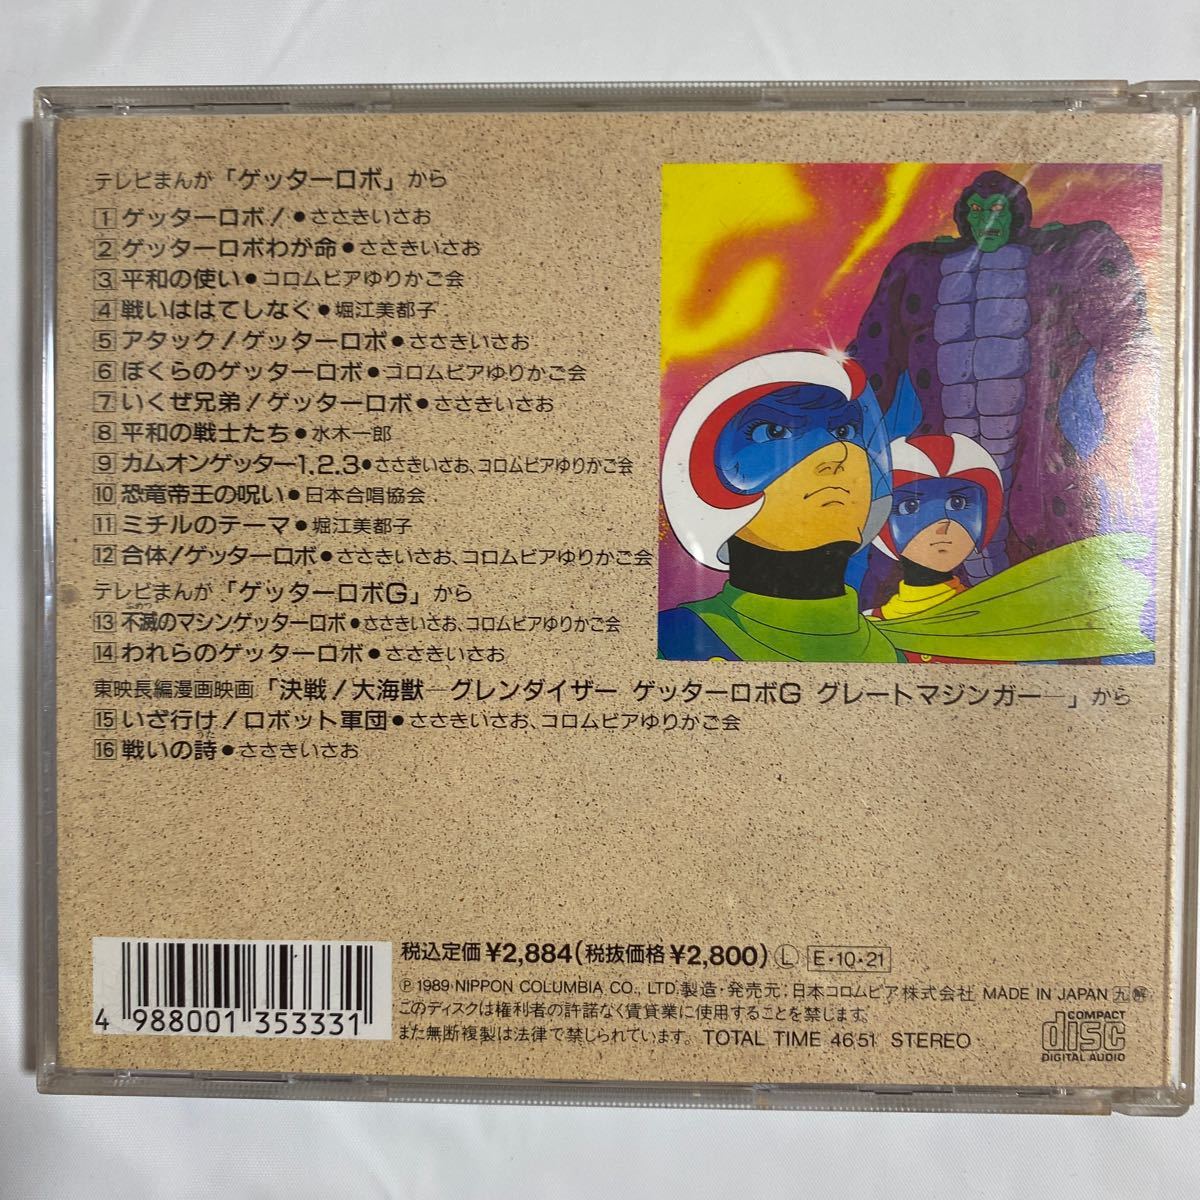 テレビまんが「ゲッターロボ」から
1 ゲッターロボ!●ささきいさお
2 ゲッターロボわが命●ささきいさお
3 平和の使い●コロムビアゆりかご会
4 戦いははてしなく●堀江美都子
5 アタック!ゲッターロボ●ささきいさお
6 ぼくらのゲッターロボ●コロムビアゆりかご会
7 いくぜ兄弟!ゲッターロボ●ささきいさお
8 平和の戦士たち●水木一郎
9 カムオンゲッター1.2.3●ささきいさお、コロムビアゆりかご会
10 恐竜帝王の呪い●日本合唱協会
11 ミチルのテーマ●堀江美都子
12 合体!ゲッターロボ●ささきいさお、コロムビアゆりかご会
テレビまんが「ゲッターロボG」から
ふめつ
13 不滅のマシンゲッターロボ●ささきいさお、コロムビアゆりかご会
14 われらのゲッターロボ●ささきいさお
東映長編漫画映画「決戦!大海獣—グレンダイザー ゲッターロボG グレートマジンガー—」から
15 いざ行け!ロボット軍団●ささきいさお、コロムビアゆりかご会
うた
16 戦いの詩●ささきいさお
税込定価¥2,884(税抜価格¥2,800) Ⓛ E・10・21
Ⓟ 1989 NIPPON COLUMBIA CO., LTD. 製造・発売元:日本コロムビア株式会社 MADE IN JAPAN 九 解
このディスクは権利者の許諾なく賃貸業に使用することを禁じます。
また無断複製は法律で禁じられています。 TOTAL TIME 46'51 STEREO
4 988001 353331
COMPACT
disc
DIGITAL AUDIO